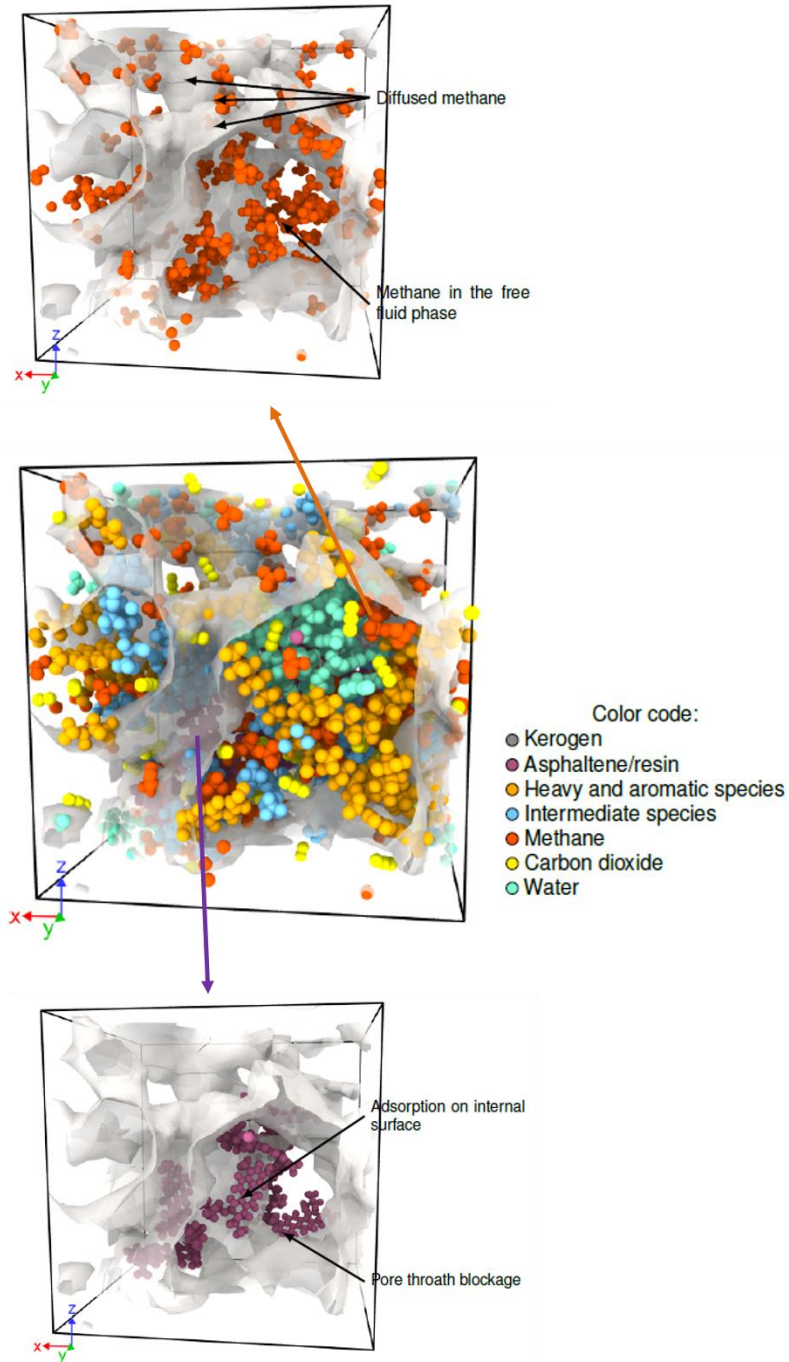 Diffused methane
Methane in the free
fluid phase
z
x
y
Color code:
Kerogen
Asphaltene/resin
Heavy and aromatic species
Intermediate species
Methane
Carbon dioxide
Water
z
x
y
Adsorption on internal
surface
Pore throath blockage
z
x
y